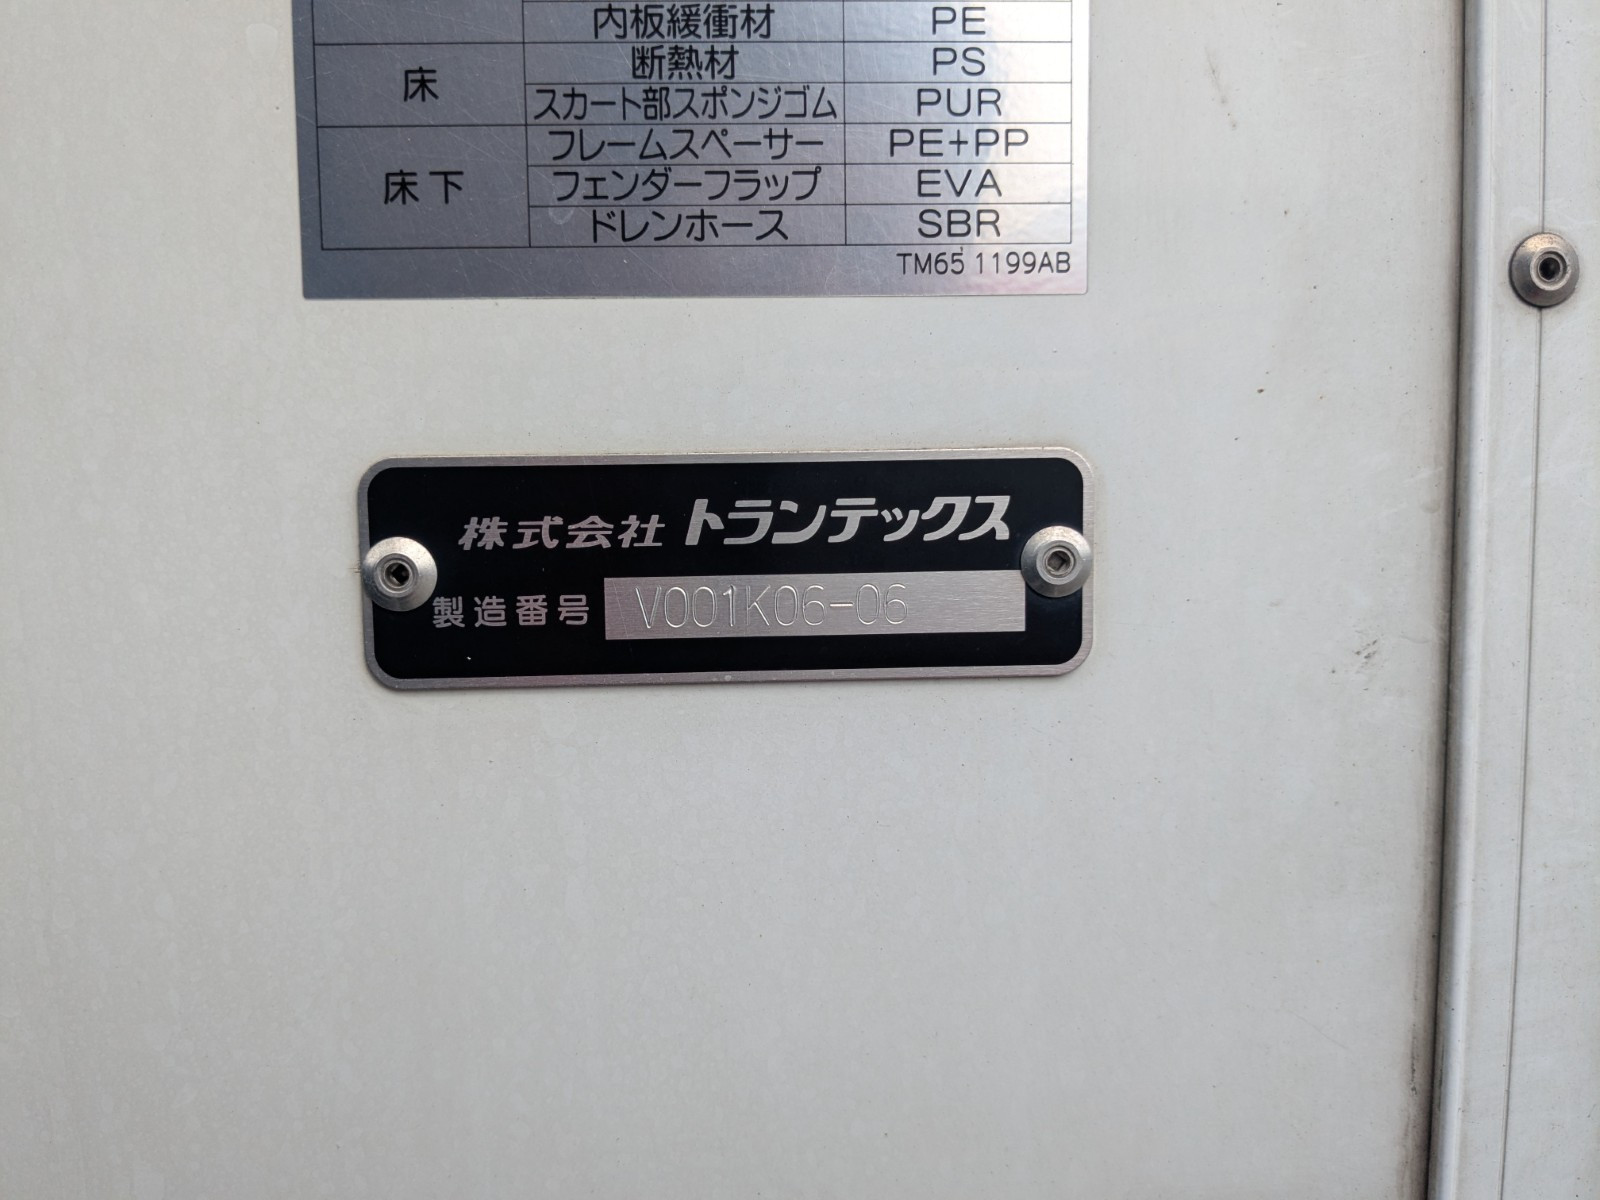 内板緩衝材 PE
床 断熱材 PS
スカート部スポンジゴム PUR
床下 フレームスペーサー PE+PP
フェンダーフラップ EVA
ドレンホース SBR
TM65 1199AB
株式会社 トランテックス
製造番号 V001K06-06